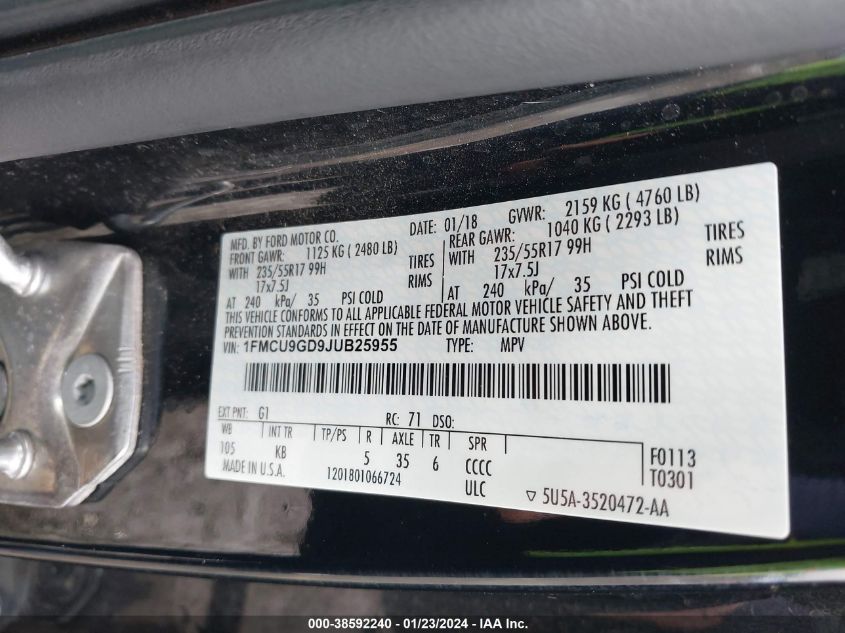 MFD. BY FORD MOTOR CO. DATE: 01/18 GVWR: 2159 KG ( 4760 LB)
FRONT GAWR: 1125 KG ( 2480 LB) REAR GAWR: 1040 KG ( 2293 LB)
WITH 235/55R17 99H TIRES WITH 235/55R17 99H TIRES
17x7.5J RIMS 17x7.5J RIMS
AT 240 kPa/ 35 PSI COLD AT 240 kPa/ 35 PSI COLD
THIS VEHICLE CONFORMS TO ALL APPLICABLE FEDERAL MOTOR VEHICLE SAFETY AND THEFT
PREVENTION STANDARDS IN EFFECT ON THE DATE OF MANUFACTURE SHOWN ABOVE.
VIN: 1FMCU9GD9JUB25955 TYPE: MPV
EXT PNT: G1 RC: 71 DSO:
WB INT TR TP/PS R AXLE TR SPR
105 KB 5 35 6 CCCC F0113
MADE IN U.S.A. 1201801066724 ULC T0301
▽ 5U5A-3520472-AA
000-38592240 - 01/23/2024 - IAA Inc.